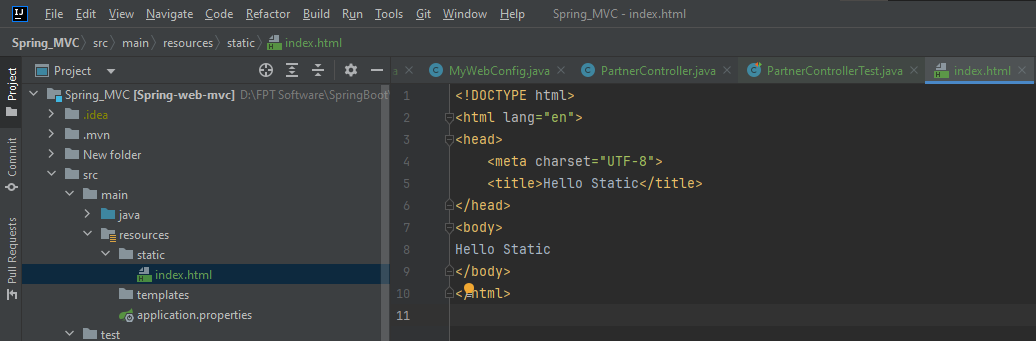 IJ File Edit View Navigate Code Refactor Build Run Tools Git Window Help Spring_MVC - index.html
Spring_MVC src main resources static index.html
Project
MyWebConfig.java PartnerController.java PartnerControllerTest.java index.html
Project
Commit
Pull Requests
Spring_MVC [Spring-web-mvc] D:\FPT Software\SpringBoot\
.idea
.mvn
New folder
src
main
java
resources
static
index.html
templates
application.properties
test
1 <!DOCTYPE html>
2 <html lang="en">
3 <head>
4 <meta charset="UTF-8">
5 <title>Hello Static</title>
6 </head>
7 <body>
8 Hello Static
9 </body>
10 </html>
11